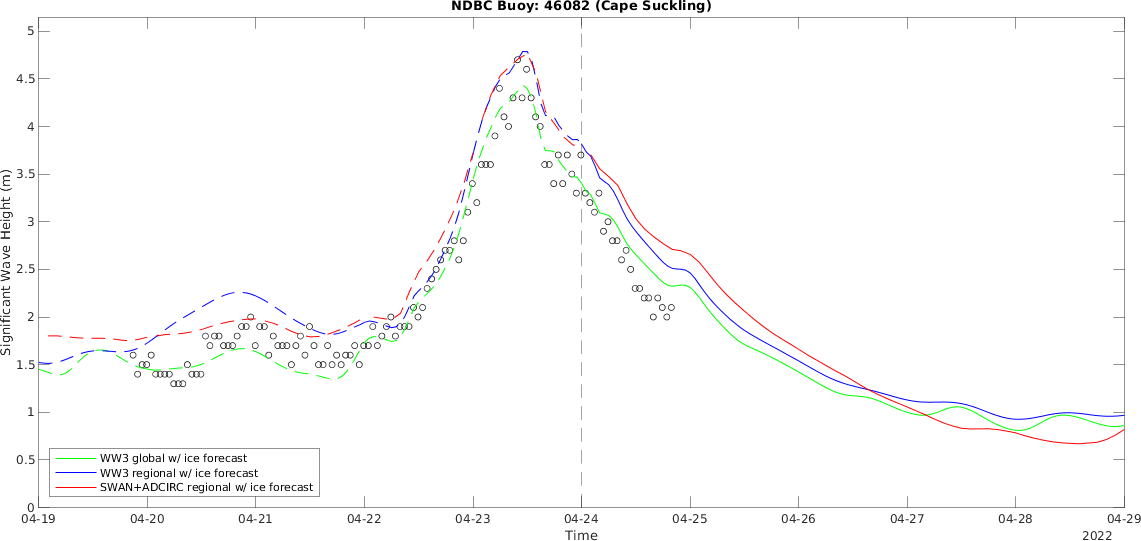 NDBC Buoy: 46082 (Cape Suckling)
Significant Wave Height (m)
5
4.5
4
3.5
3
2.5
2
1.5
1
0.5
0
WW3 global w/ ice forecast
WW3 regional w/ ice forecast
SWAN+ADCIRC regional w/ ice forecast
04-19 04-20 04-21 04-22 04-23 04-24 04-25 04-26 04-27 04-28 04-29
Time 2022